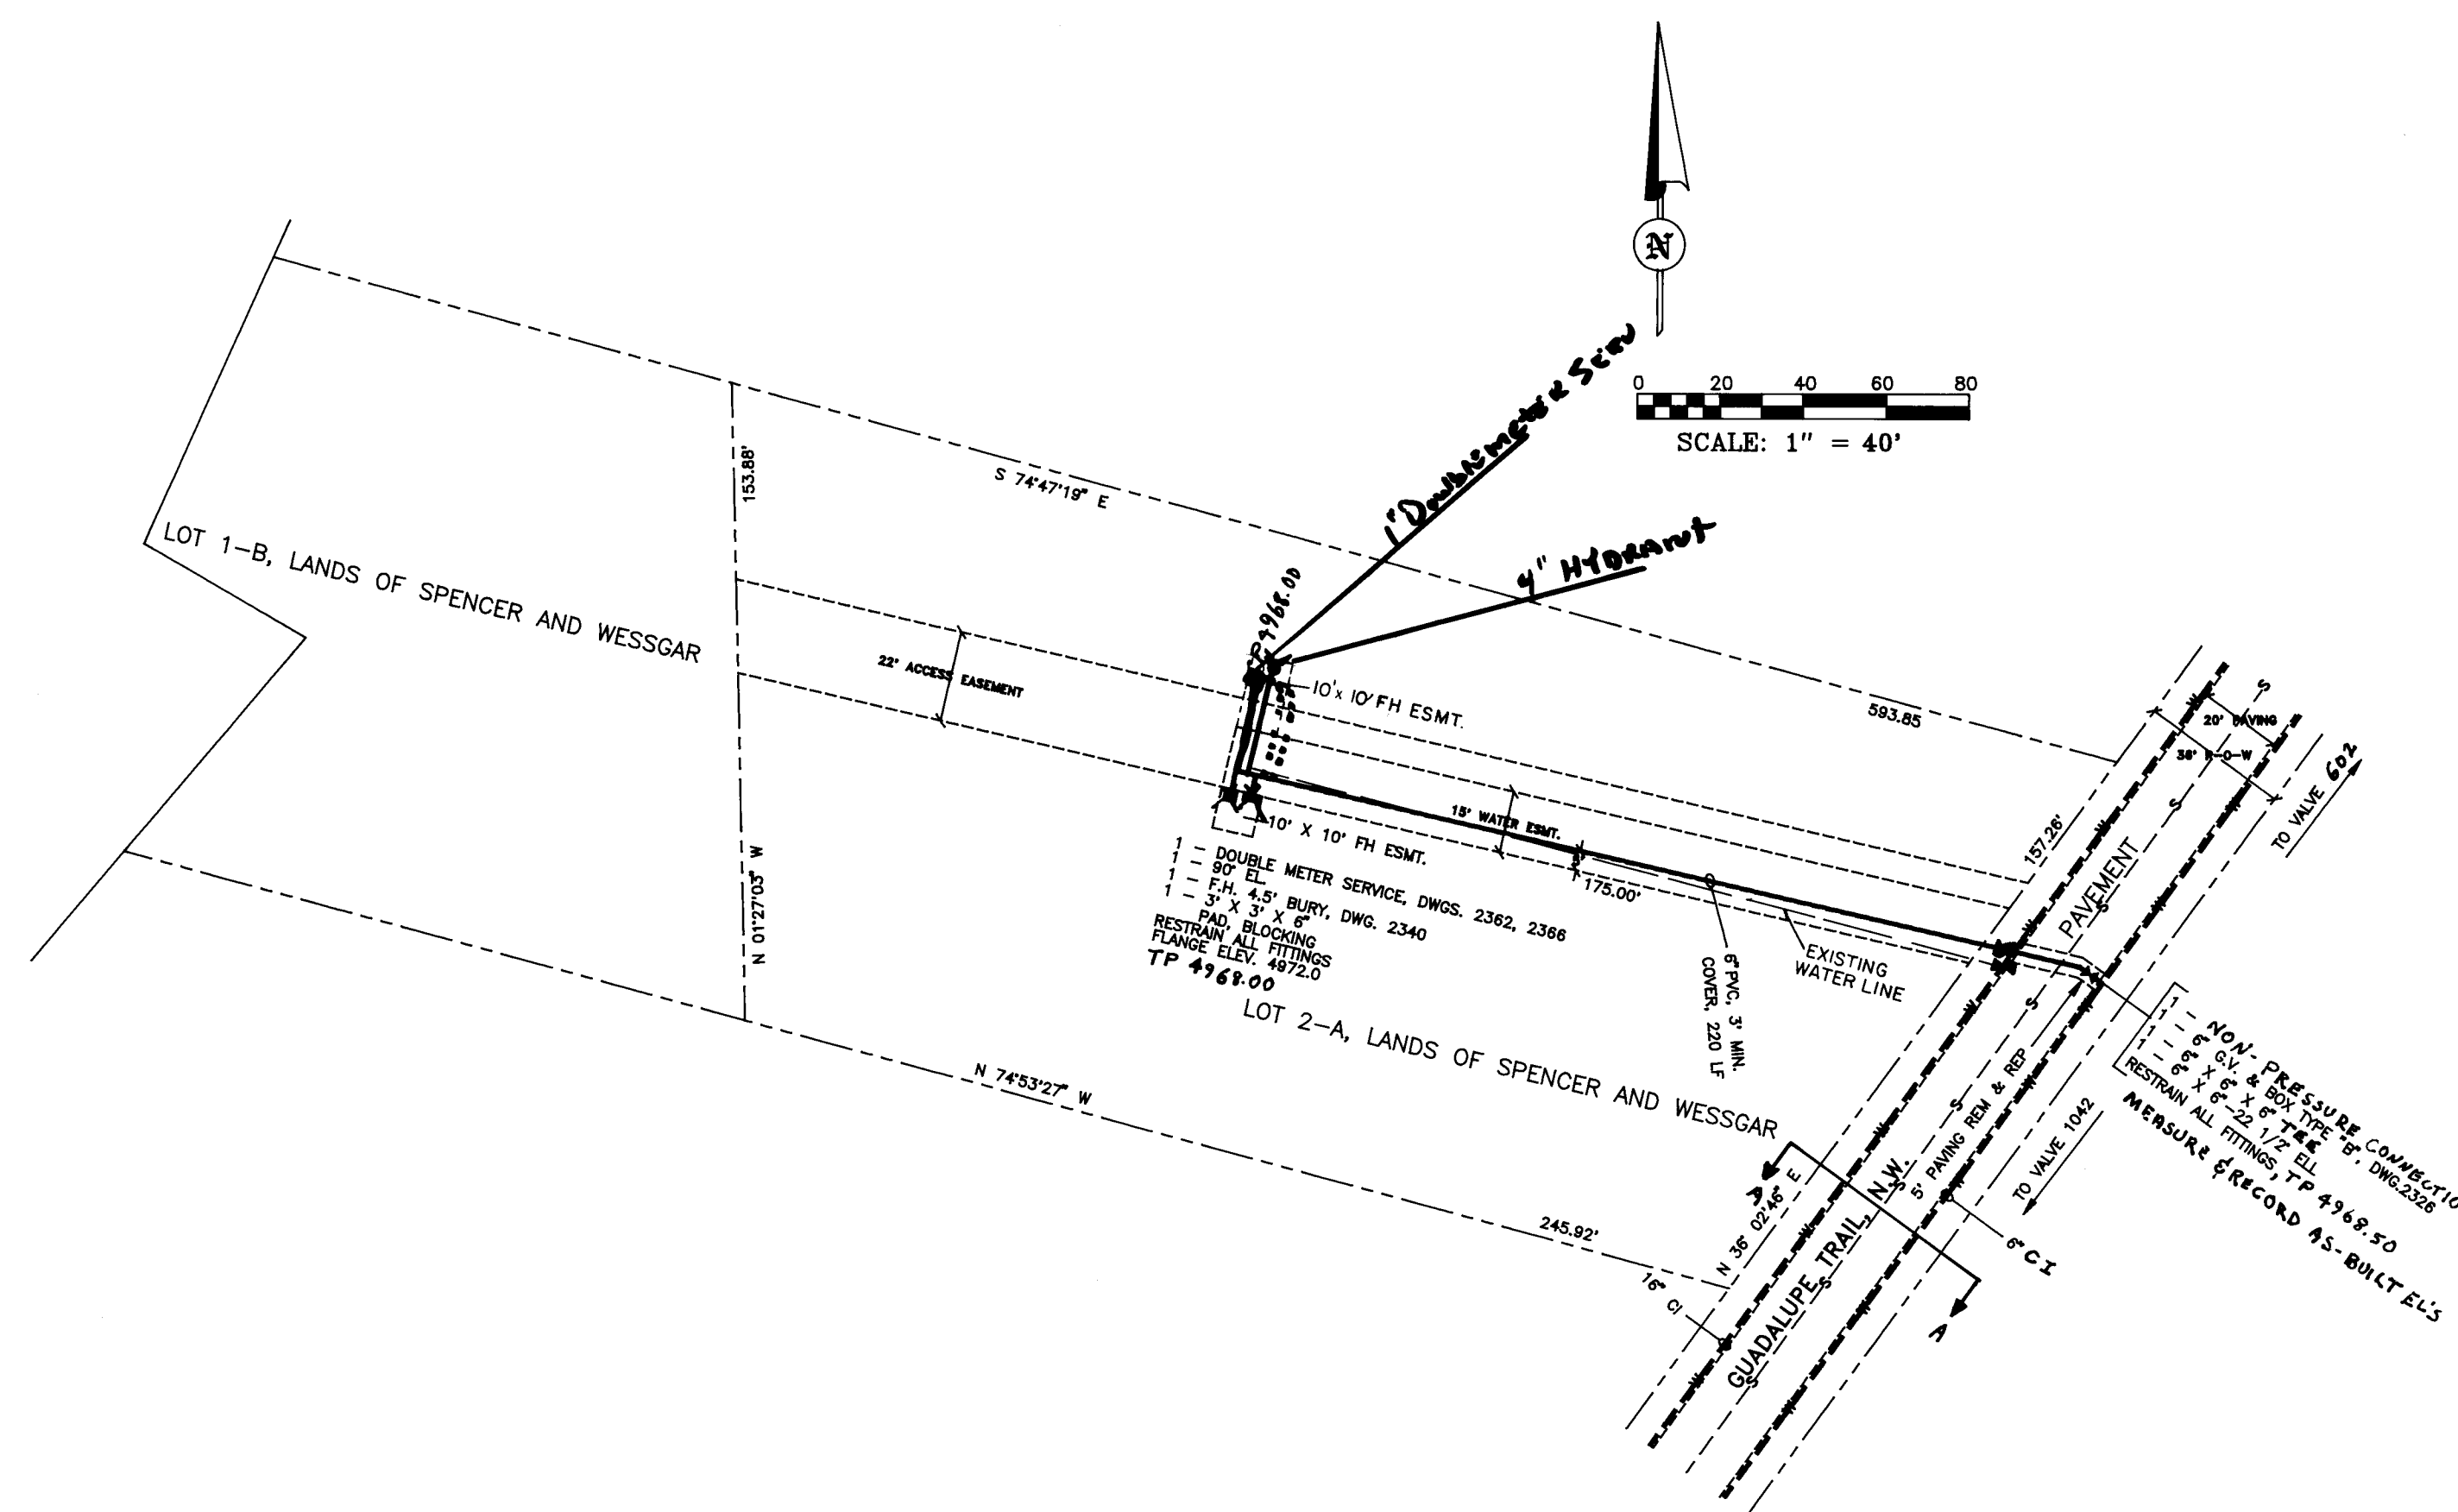 N
0 20 40 60 80
SCALE: 1" = 40'
1" Double meter Serv
4" HYDRANT
153.88'
S 74°47'19" E
LOT 1-B, LANDS OF SPENCER AND WESSGAR
22' ACCESS EASEMENT
4968.00
10' x 10' FH ESMT.
593.85
20' PAVING
36' R-O-W
TO VALVE 602
157.26'
PAVEMENT
15' WATER ESMT.
10' X 10' FH ESMT.
175.00'
1 - DOUBLE METER SERVICE, DWGS. 2362, 2366
1 - 90° EL.
1 - F.H. 4.5' BURY, DWG. 2340
1 - 3' X 3' X 6"
PAD, BLOCKING
RESTRAIN ALL FITTINGS
FLANGE ELEV. 4972.0
TP 4968.00
N 01°27'03" W
EXISTING
WATER LINE
6" PVC, 3' MIN.
COVER, 220 LF
LOT 2-A, LANDS OF SPENCER AND WESSGAR
1 - NON-PRESSURE CONNECTIO
1 - 6" G.V. & BOX TYPE "B", DWG.2326
1 - 6" X 6" X 6" TEE
1 - 6" X 6"-22 1/2° ELL
RESTRAIN ALL FITTINGS, TP 4968.50
MEASURE & RECORD AS-BUILT EL'S
N 74°53'27" W
245.92'
N 36° 02'46" E
5' PAVING REM & REP
TO VALVE 1042
A
6" CI
16" CI
GUADALUPE TRAIL, N.W.
A